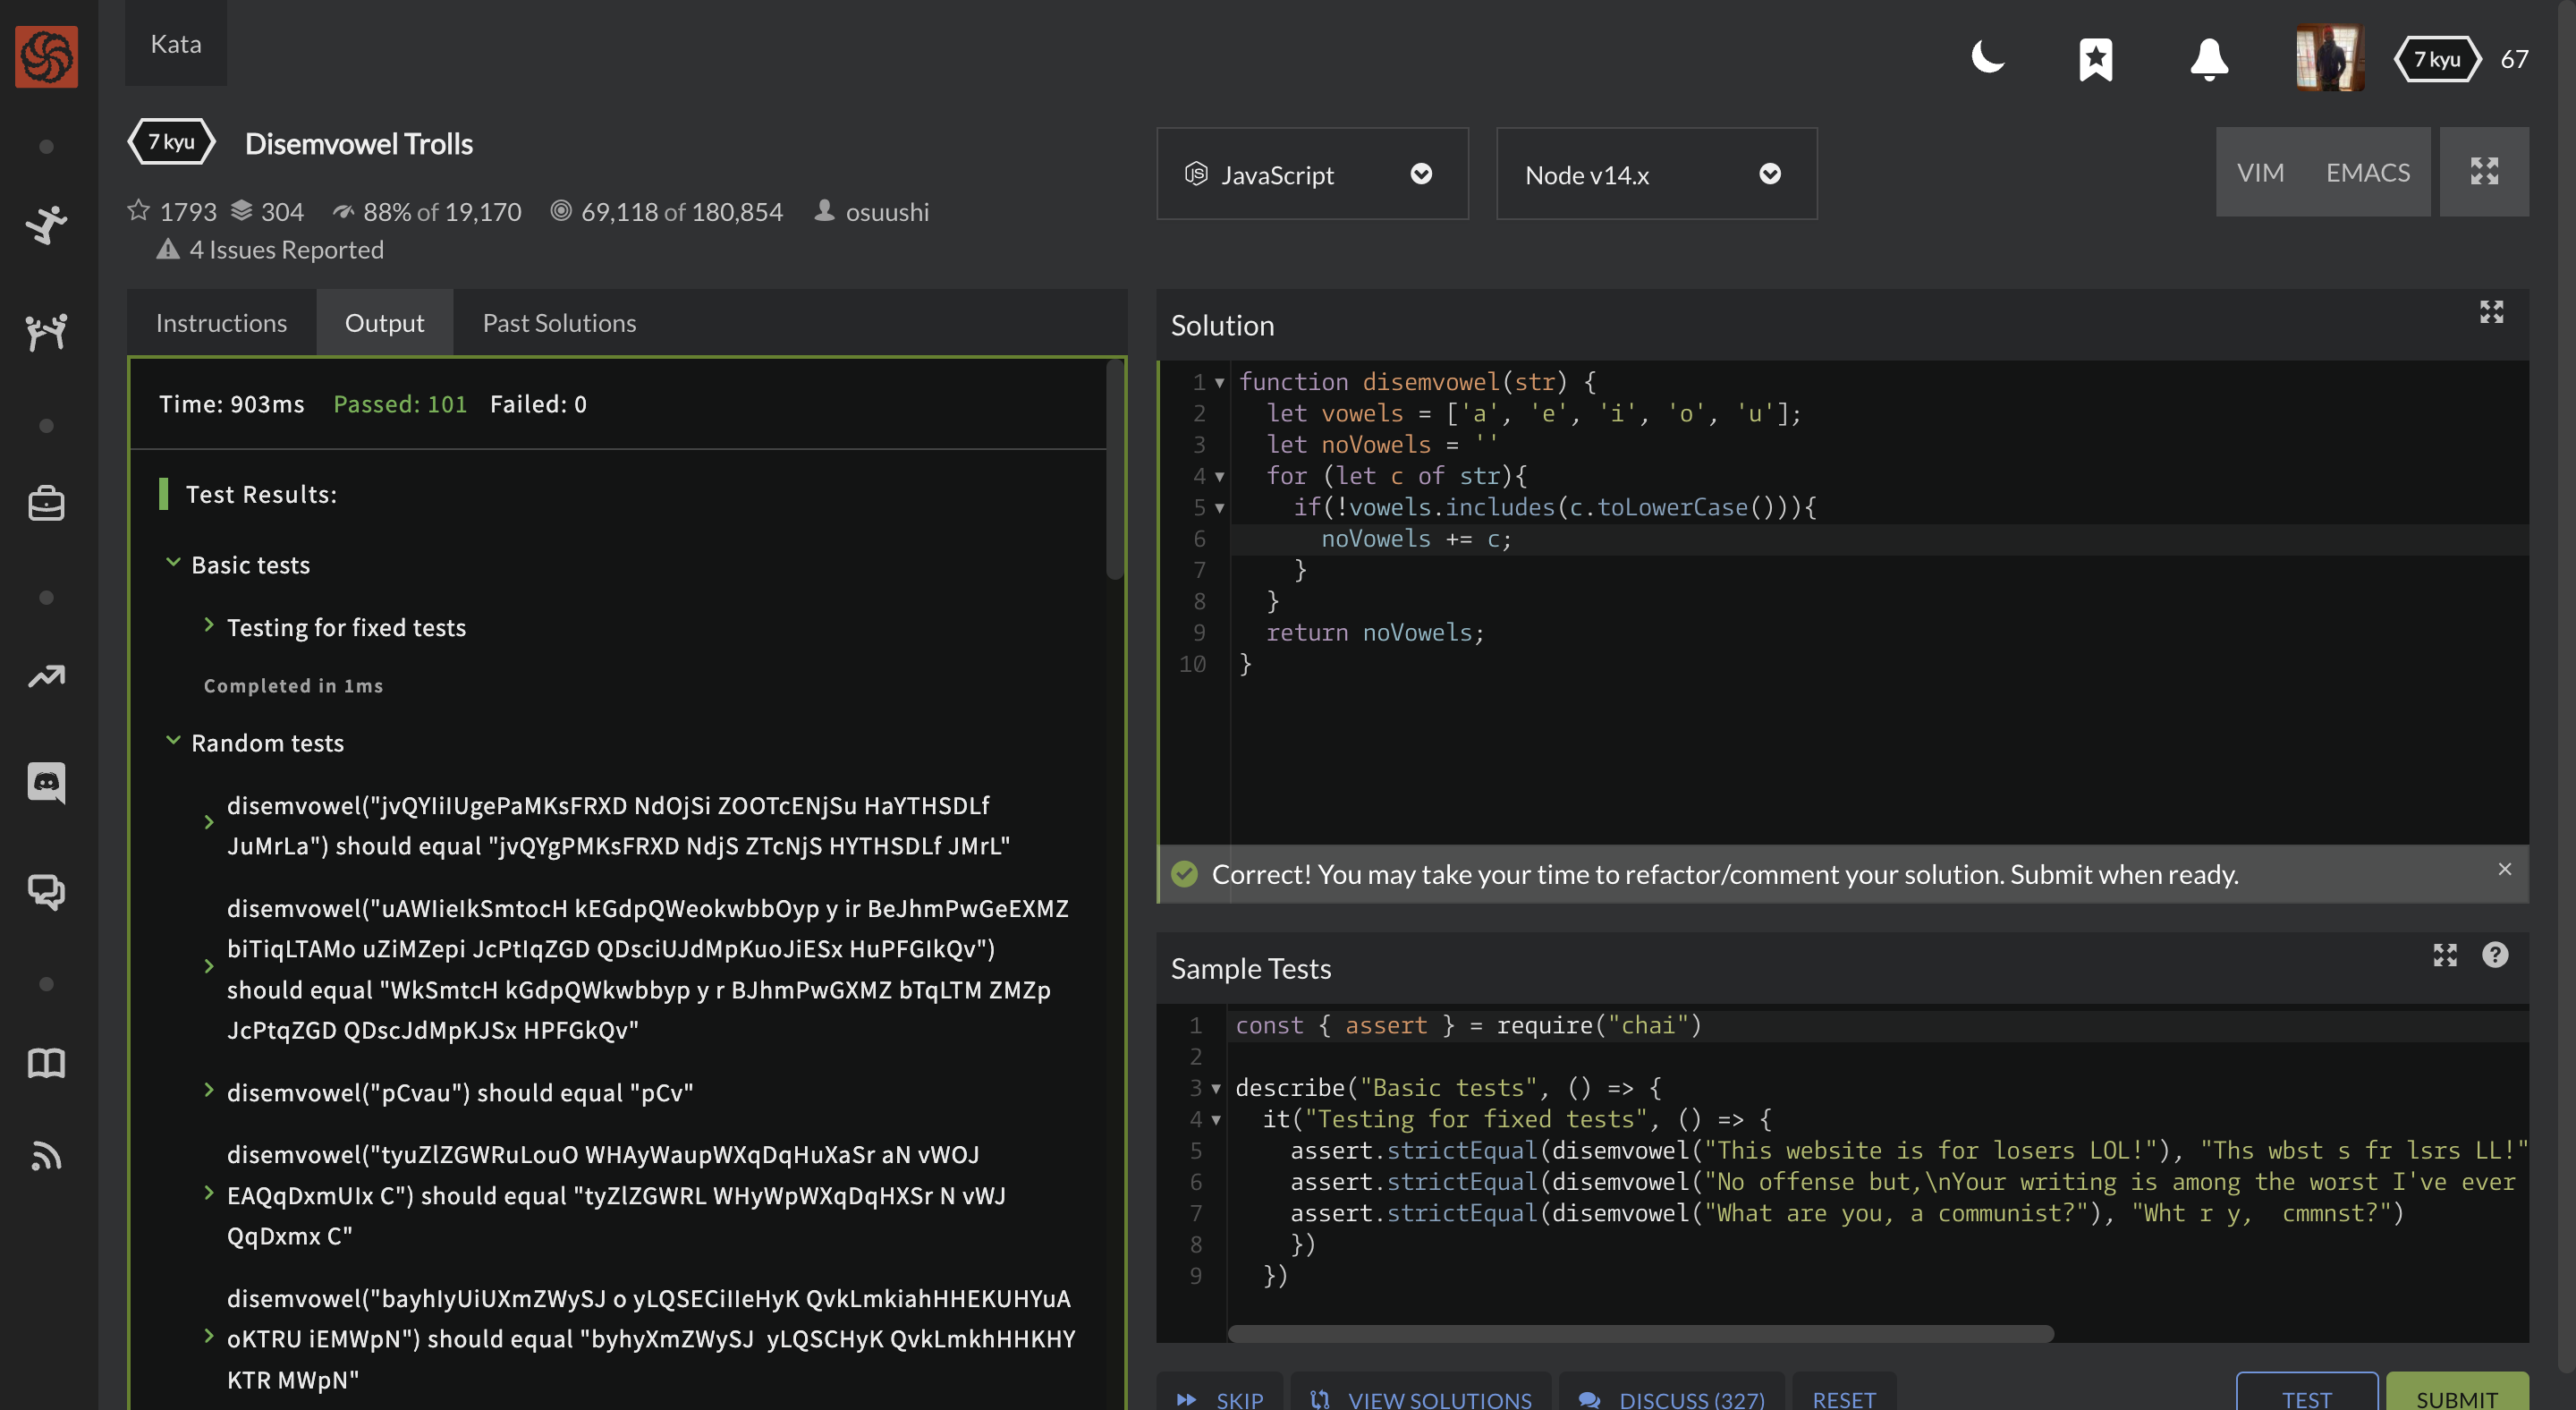 Kata
7 kyu
67
7 kyu
Disemvowel Trolls
1793 304 88% of 19,170 69,118 of 180,854 osuushi
4 Issues Reported
JavaScript
Node v14.x
VIM EMACS
Instructions Output Past Solutions
Time: 903ms Passed: 101 Failed: 0
Test Results:
Basic tests
Testing for fixed tests
Completed in 1ms
Random tests
disemvowel("jvQYIiIUgePaMKsFRXD NdOjSi ZOOTcENjSu HaYTHSDLf
JuMrLa") should equal "jvQYgPMKsFRXD NdjS ZTcNjS HYTHSDLf JMrL"
disemvowel("uAWIieIkSmtocH kEGdpQWeokwbbOyp y ir BeJhmPwGeEXMZ
biTiqLTAMo uZiMZepi JcPtIqZGD QDsciUJdMpKuoJiESx HuPFGIkQv")
should equal "WkSmtcH kGdpQWkwbbyp y r BJhmPwGXMZ bTqLTM ZMZp
JcPtqZGD QDscJdMpKJSx HPFGkQv"
disemvowel("pCvau") should equal "pCv"
disemvowel("tyuZlZGWRuLouO WHAyWaupWXqDqHuXaSr aN vWOJ
EAQqDxmUIx C") should equal "tyZlZGWRL WHyWpWXqDqHXSr N vWJ
QqDxmx C"
disemvowel("bayhIyUiUXmZWySJ o yLQSECiIIeHyK QvkLmkiahHHEKUHYuA
oKTRU iEMWpN") should equal "byhyXmZWySJ  yLQSCHyK QvkLmkhHHKHY
KTR MWpN"
Solution
1 function disemvowel(str) {
2 let vowels = ['a', 'e', 'i', 'o', 'u'];
3 let noVowels = ''
4 for (let c of str){
5 if(!vowels.includes(c.toLowerCase())){
6 noVowels += c;
7 }
8 }
9 return noVowels;
10 }
Correct! You may take your time to refactor/comment your solution. Submit when ready.
Sample Tests
1 const { assert } = require("chai")
2
3 describe("Basic tests", () => {
4 it("Testing for fixed tests", () => {
5 assert.strictEqual(disemvowel("This website is for losers LOL!"), "Ths wbst s fr lsrs LL!"
6 assert.strictEqual(disemvowel("No offense but,\nYour writing is among the worst I've ever
7 assert.strictEqual(disemvowel("What are you, a communist?"), "Wht r y,  cmmnst?")
8 })
9 })
SKIP VIEW SOLUTIONS DISCUSS (327) RESET TEST SUBMIT